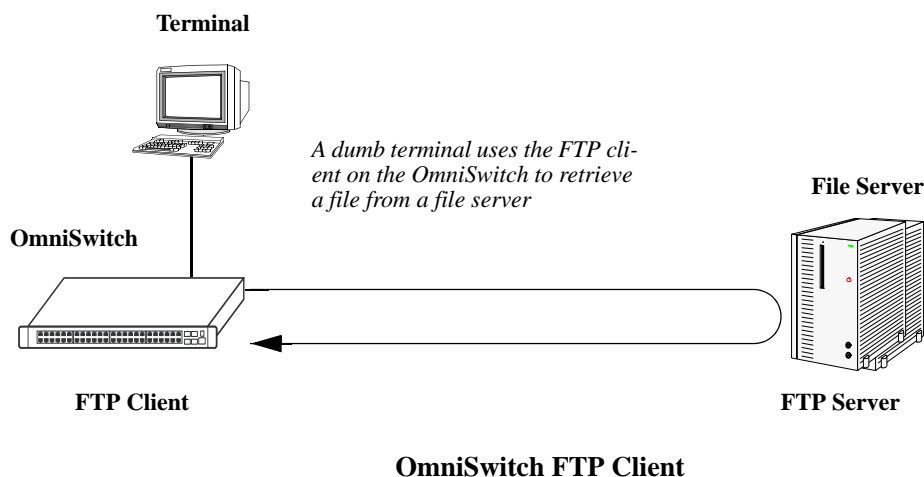 Terminal
A dumb terminal uses the FTP cli-
ent on the OmniSwitch to retrieve
a file from a file server
File Server
OmniSwitch
FTP Client
FTP Server
OmniSwitch FTP Client